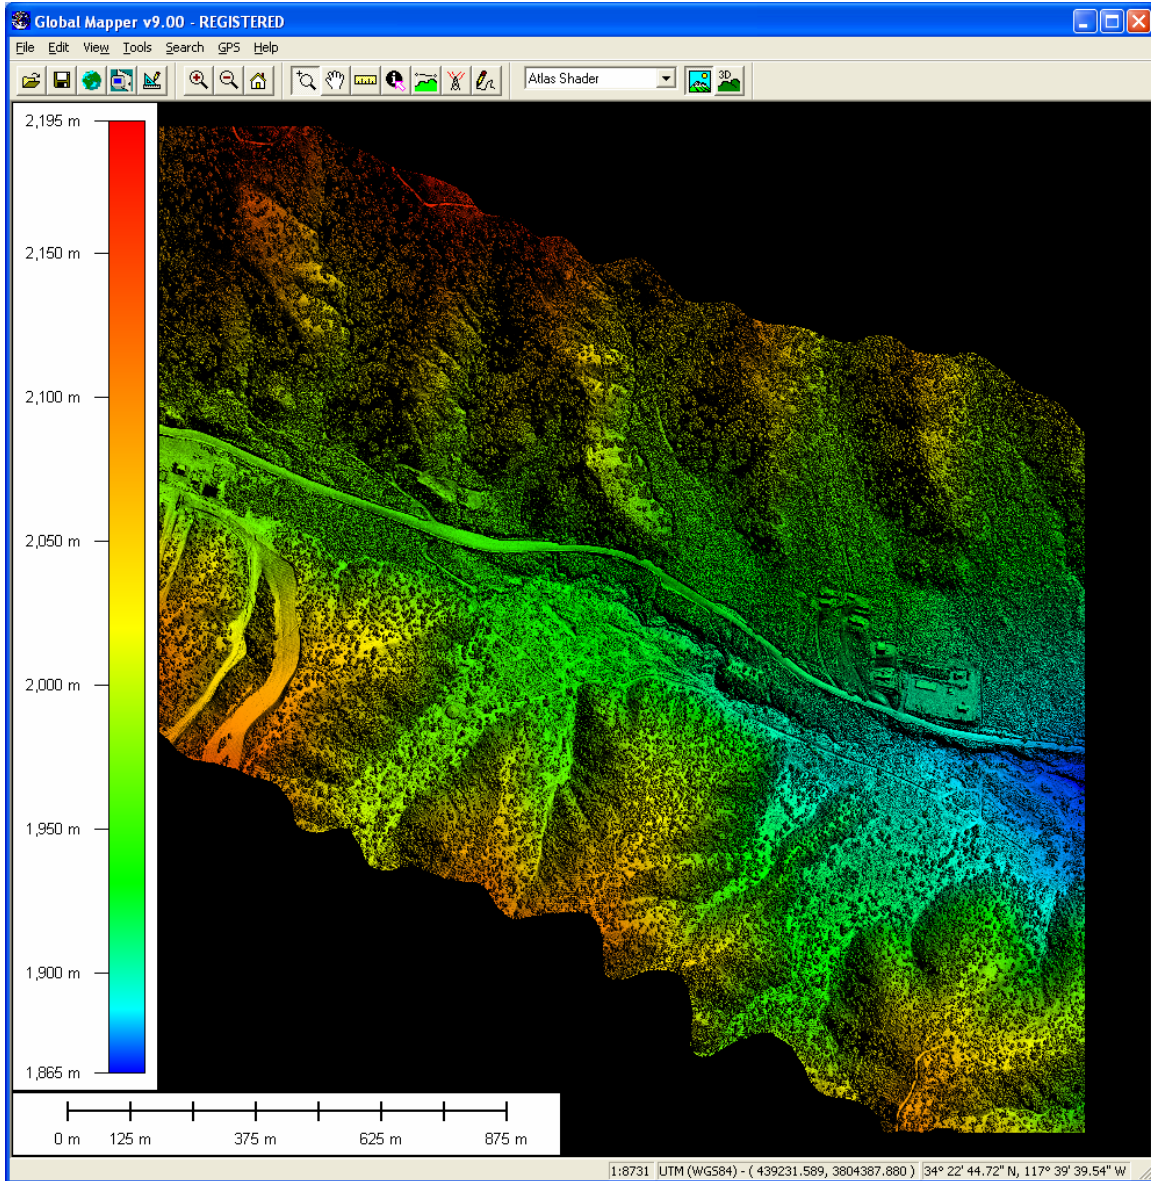 Global Mapper v9.00 - REGISTERED
File Edit View Tools Search GPS Help
Atlas Shader
3D
2,195 m
2,150 m
2,100 m
2,050 m
2,000 m
1,950 m
1,900 m
1,865 m
0 m 125 m 375 m 625 m 875 m
1:8731 UTM (WGS84) - ( 439231.589, 3804387.880 ) 34° 22' 44.72" N, 117° 39' 39.54" W